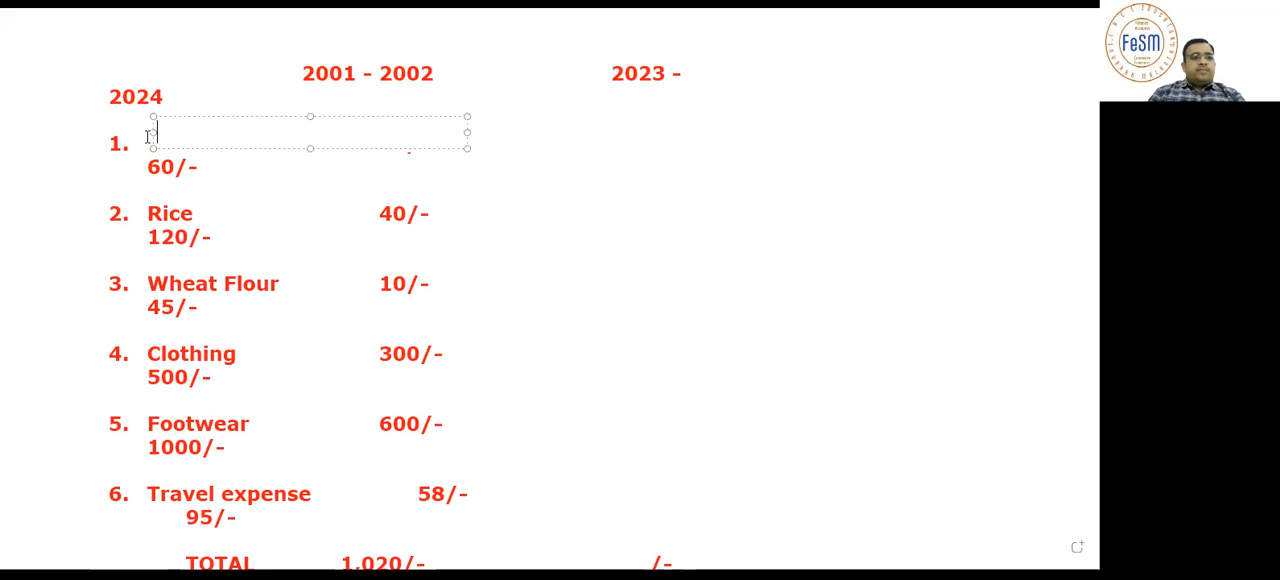 2001 - 2002 2023 -
2024
1.
60/-
2. Rice 40/-
120/-
3. Wheat Flour 10/-
45/-
4. Clothing 300/-
500/-
5. Footwear 600/-
1000/-
6. Travel expense 58/-
95/-
TOTAL 1,020/- /-
FeSM